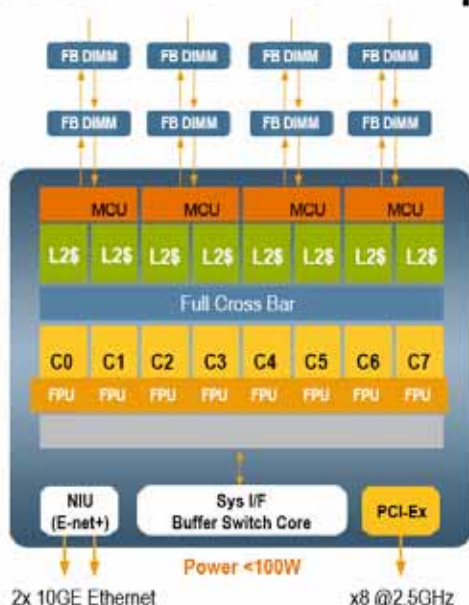 FB DIMM FB DIMM FB DIMM FB DIMM
FB DIMM FB DIMM FB DIMM FB DIMM
MCU MCU MCU MCU
L2$ L2$ L2$ L2$ L2$ L2$ L2$ L2$
Full Cross Bar
C0 C1 C2 C3 C4 C5 C6 C7
FPU FPU FPU FPU FPU FPU FPU FPU
NIU
(E-net+)
Sys I/F
Buffer Switch Core
PCI-Ex
Power <100W
2x 10GE Ethernet
x8 @2.5GHz